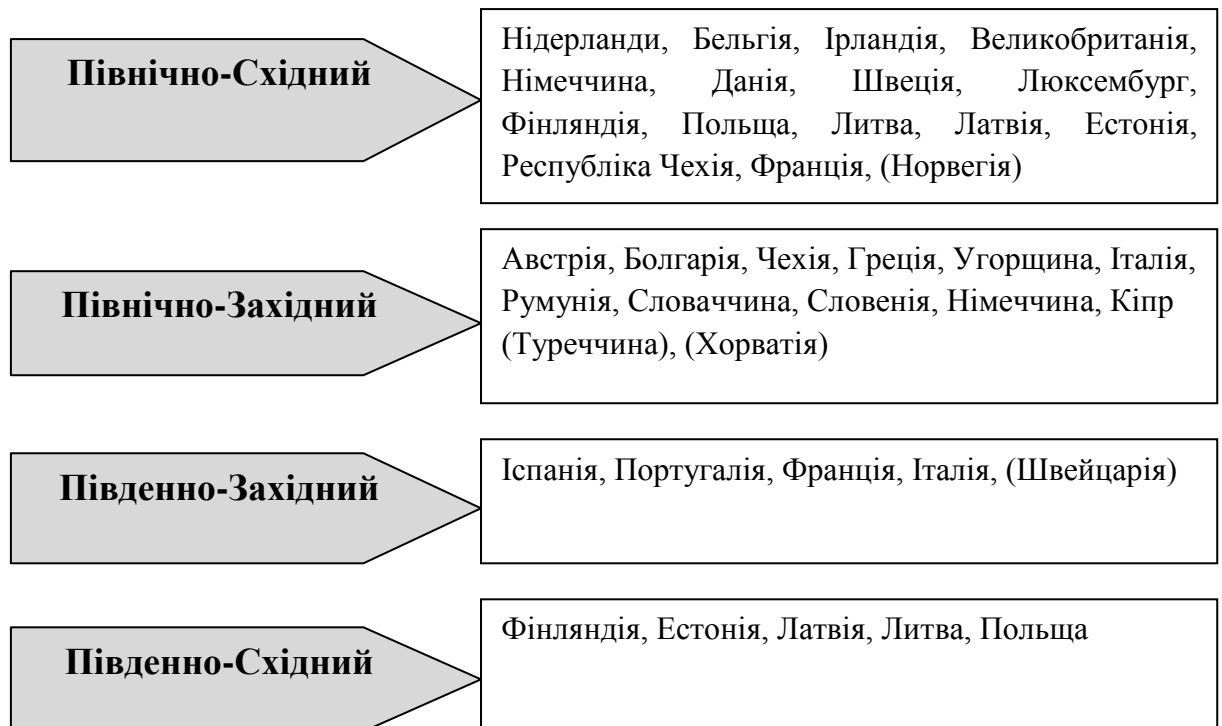 Північно-Східний
Нідерланди, Бельгія, Ірландія, Великобританія,
Німеччина, Данія, Швеція, Люксембург,
Фінляндія, Польща, Литва, Латвія, Естонія,
Республіка Чехія, Франція, (Норвегія)
Північно-Західний
Австрія, Болгарія, Чехія, Греція, Угорщина, Італія,
Румунія, Словаччина, Словенія, Німеччина, Кіпр
(Туреччина), (Хорватія)
Південно-Західний
Іспанія, Португалія, Франція, Італія, (Швейцарія)
Південно-Східний
Фінляндія, Естонія, Латвія, Литва, Польща